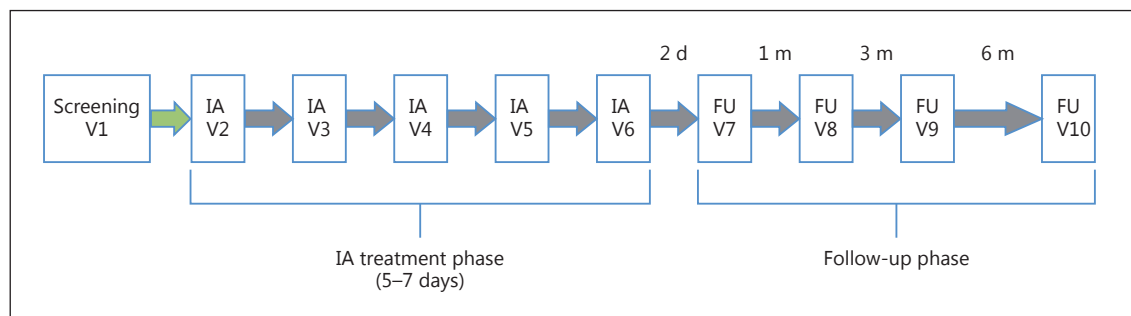 2 d 1 m 3 m 6 m
Screening
V1
IA
V2
IA
V3
IA
V4
IA
V5
IA
V6
FU
V7
FU
V8
FU
V9
FU
V10
IA treatment phase
(5–7 days)
Follow-up phase